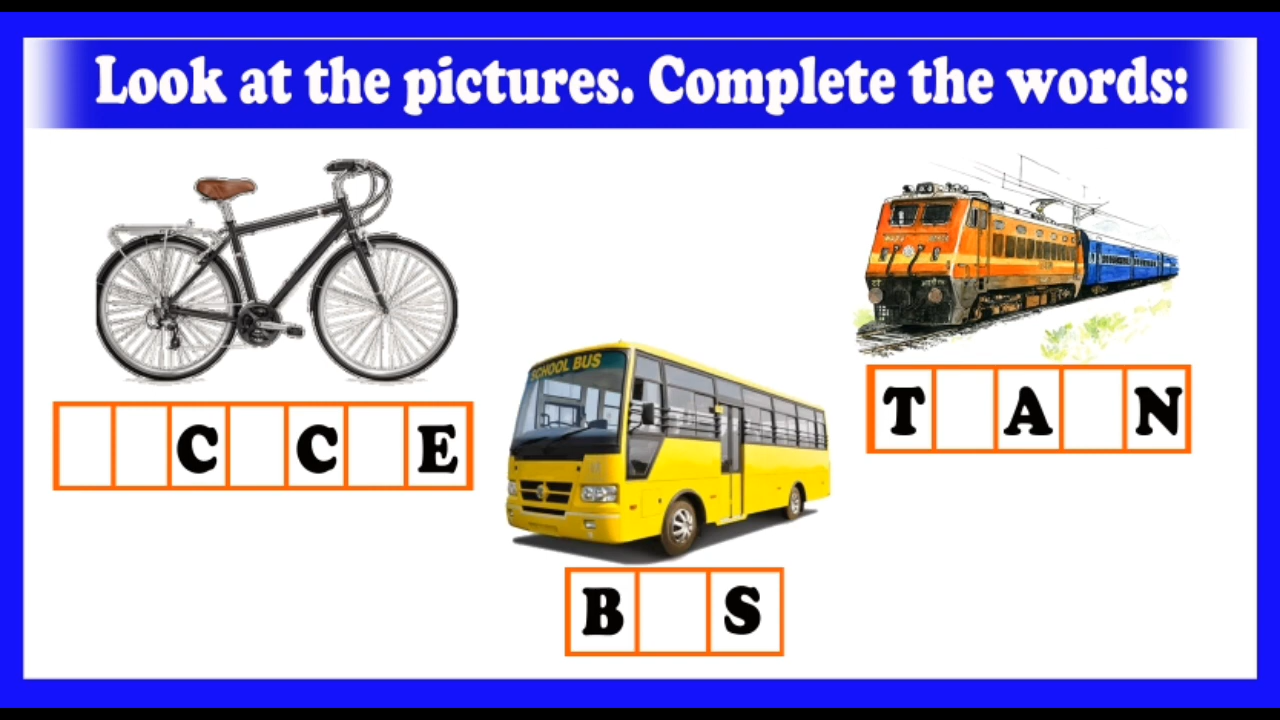 Look at the pictures. Complete the words:
C C E
SCHOOL BUS
B S
T A N